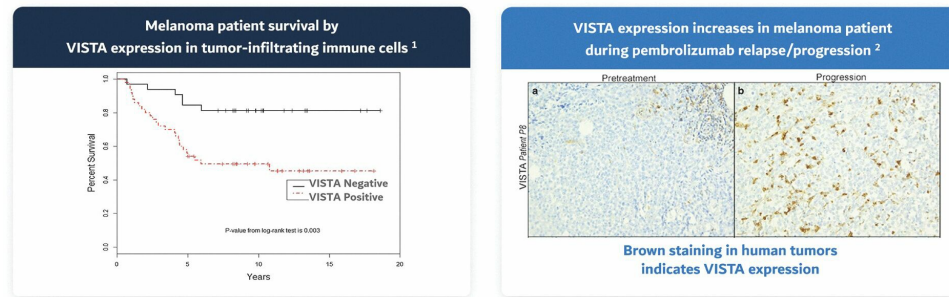 Melanoma patient survival by
VISTA expression in tumor-infiltrating immune cells 1
1.0
0.8
0.6
0.4
0.2
0.0
Percent Survival
VISTA Negative
VISTA Positive
P-value from log-rank test is 0.003
0
5
10
15
20
Years
VISTA expression increases in melanoma patient
during pembrolizumab relapse/progression 2
Pretreatment
Progression
a
b
VISTA Patient P8
Brown staining in human tumors
indicates VISTA expression